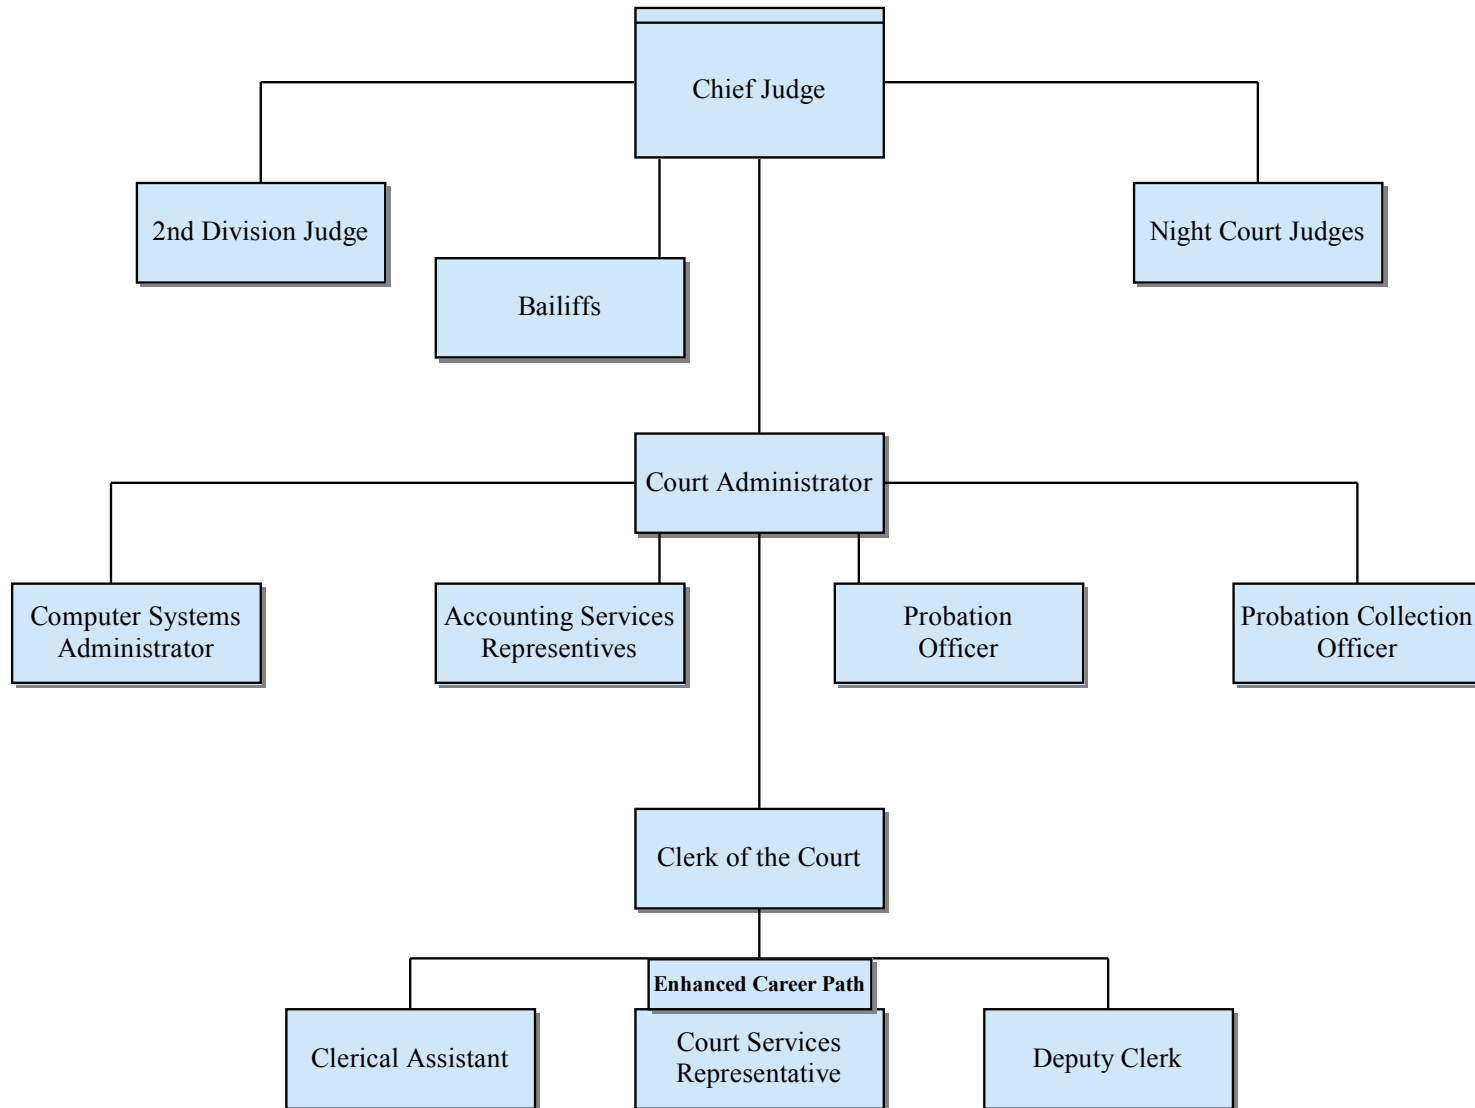 Chief Judge
2nd Division Judge
Night Court Judges
Bailiffs
Court Administrator
Computer Systems
Administrator
Accounting Services
Representives
Probation
Officer
Probation Collection
Officer
Clerk of the Court
Enhanced Career Path
Clerical Assistant
Court Services
Representative
Deputy Clerk